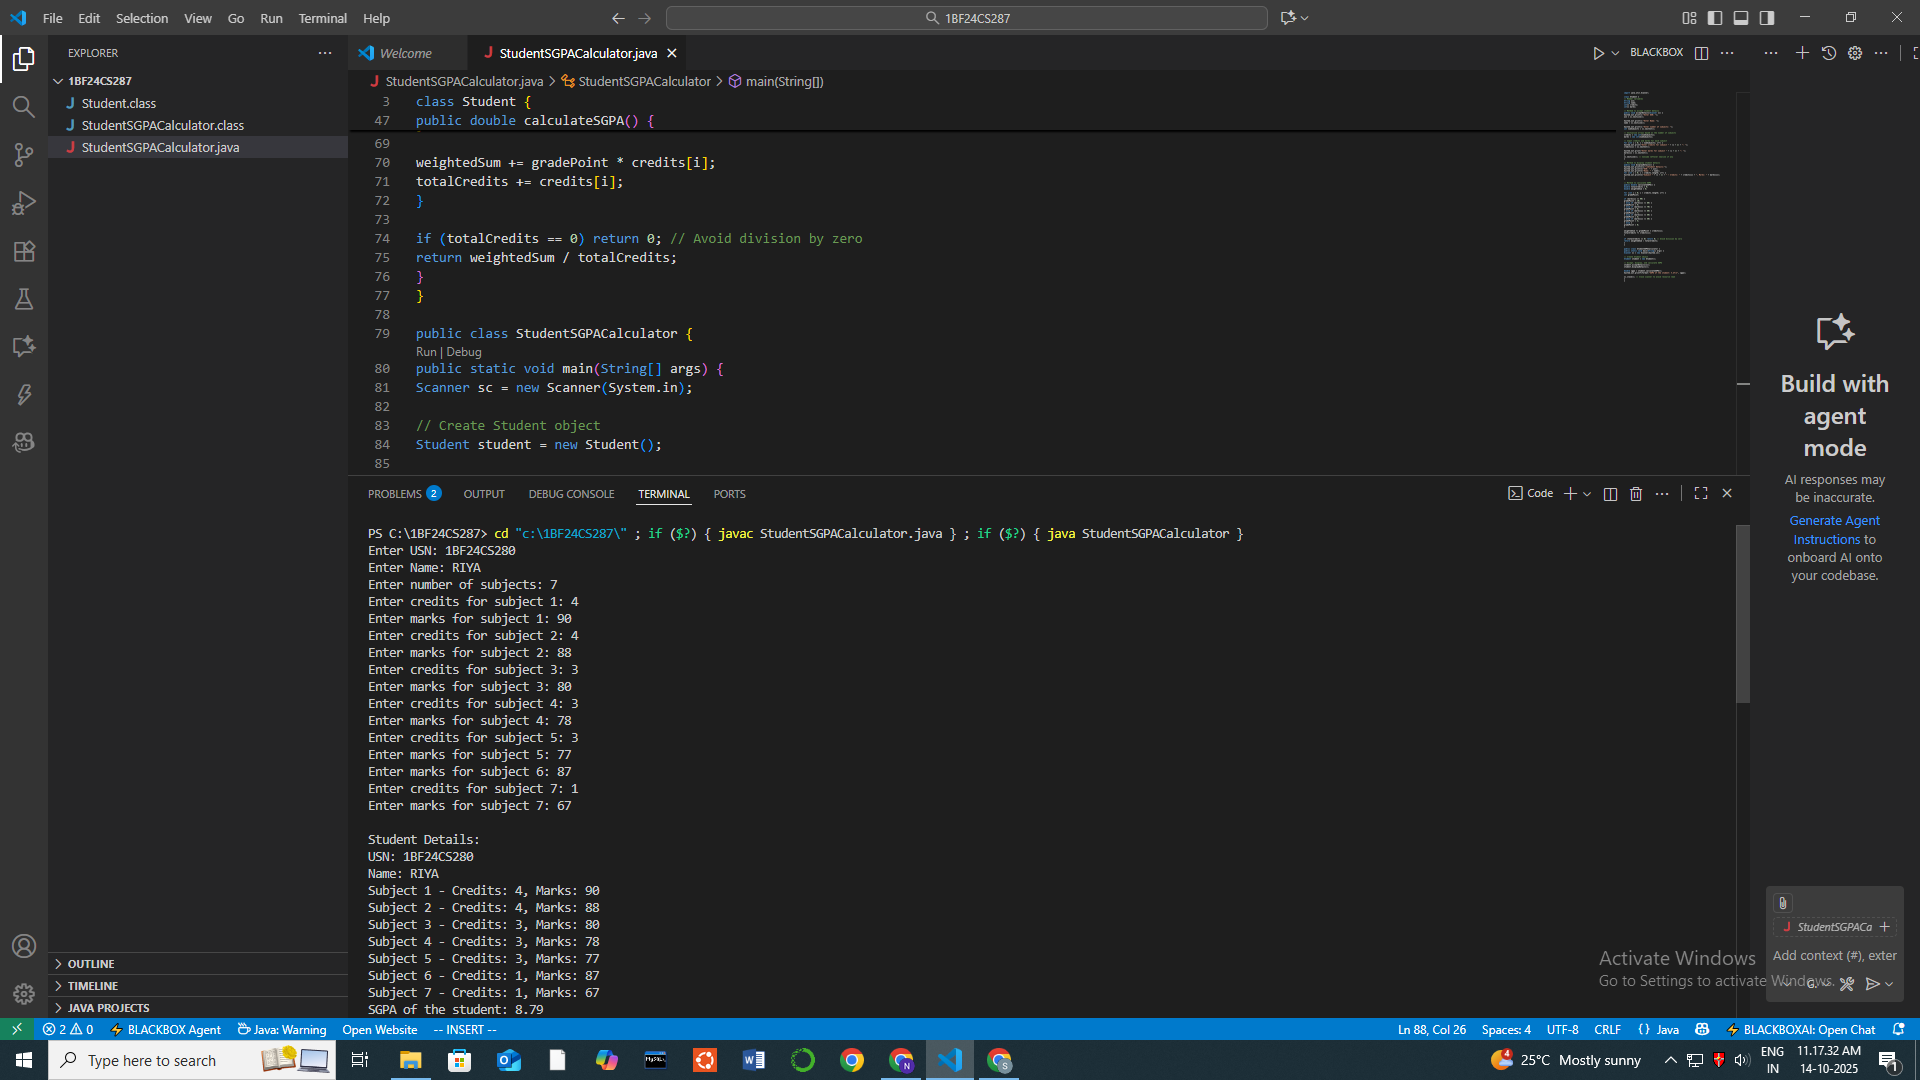 File Edit Selection View Go Run Terminal Help
1BF24CS287
EXPLORER
1BF24CS287
Student.class
StudentSGPACalculator.class
StudentSGPACalculator.java
OUTLINE
TIMELINE
JAVA PROJECTS
Welcome
StudentSGPACalculator.java
BLACKBOX
StudentSGPACalculator.java > StudentSGPACalculator > main(String[])
3 class Student {
47 public double calculateSGPA() {
69
70 weightedSum += gradePoint * credits[i];
71 totalCredits += credits[i];
72 }
73
74 if (totalCredits == 0) return 0; // Avoid division by zero
75 return weightedSum / totalCredits;
76 }
77 }
78
79 public class StudentSGPACalculator {
Run | Debug
80 public static void main(String[] args) {
81 Scanner sc = new Scanner(System.in);
82
83 // Create Student object
84 Student student = new Student();
85
PROBLEMS 2 OUTPUT DEBUG CONSOLE TERMINAL PORTS
Code
PS C:\1BF24CS287> cd "c:\1BF24CS287\" ; if ($?) { javac StudentSGPACalculator.java } ; if ($?) { java StudentSGPACalculator }
Enter USN: 1BF24CS280
Enter Name: RIYA
Enter number of subjects: 7
Enter credits for subject 1: 4
Enter marks for subject 1: 90
Enter credits for subject 2: 4
Enter marks for subject 2: 88
Enter credits for subject 3: 3
Enter marks for subject 3: 80
Enter credits for subject 4: 3
Enter marks for subject 4: 78
Enter credits for subject 5: 3
Enter marks for subject 5: 77
Enter marks for subject 6: 87
Enter credits for subject 7: 1
Enter marks for subject 7: 67
Student Details:
USN: 1BF24CS280
Name: RIYA
Subject 1 - Credits: 4, Marks: 90
Subject 2 - Credits: 4, Marks: 88
Subject 3 - Credits: 3, Marks: 80
Subject 4 - Credits: 3, Marks: 78
Subject 5 - Credits: 3, Marks: 77
Subject 6 - Credits: 1, Marks: 87
Subject 7 - Credits: 1, Marks: 67
SGPA of the student: 8.79
Build with
agent
mode
AI responses may
be inaccurate.
Generate Agent
Instructions to
onboard AI onto
your codebase.
StudentSGPACa
Add context (#), exter
Activate Windows
Go to Settings to activate Windows.
2 0 BLACKBOX Agent Java: Warning Open Website -- INSERT --
Ln 88, Col 26 Spaces: 4 UTF-8 CRLF {} Java BLACKBOXAI: Open Chat
Type here to search
4 25°C Mostly sunny
ENG
IN
11.17.32 AM
14-10-2025
1